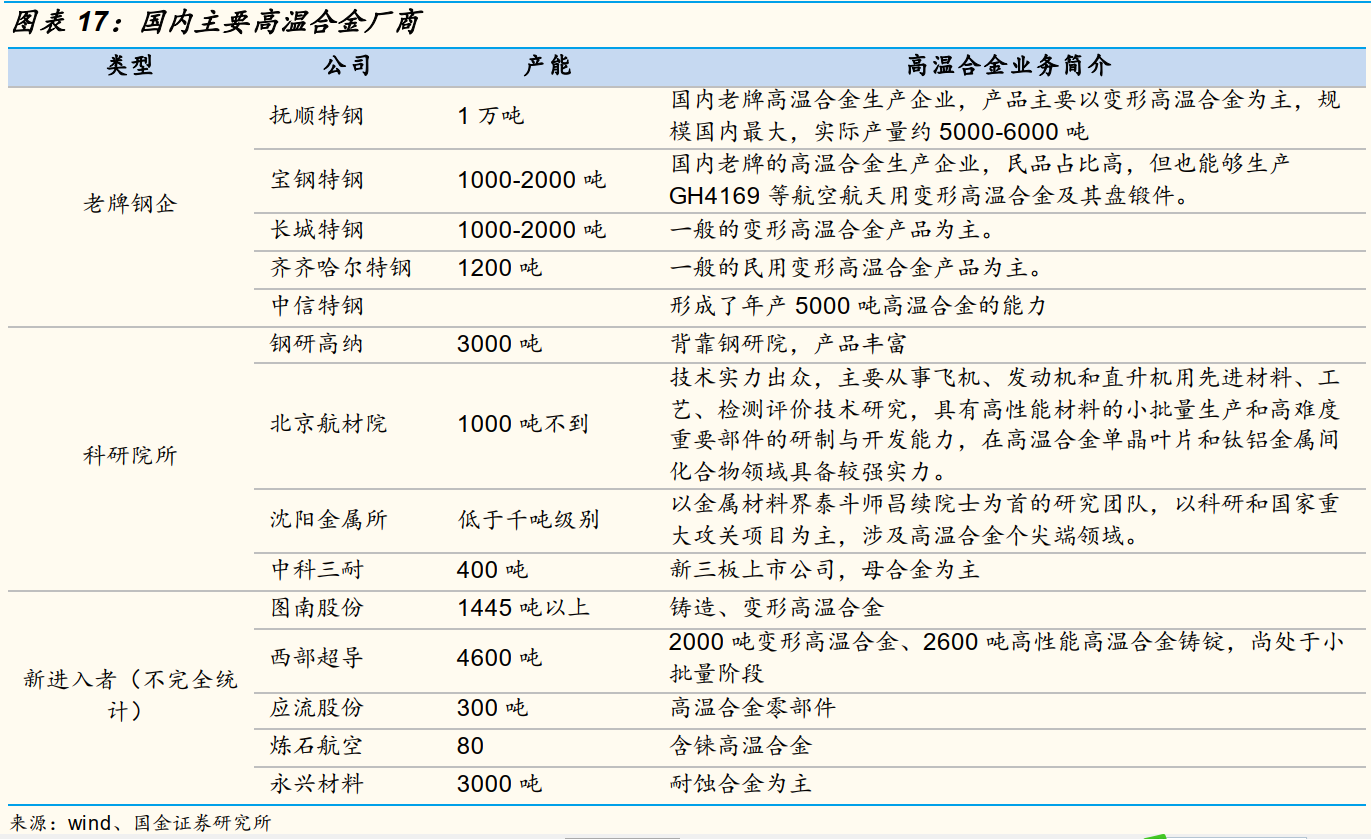 图表 17：国内主要高温合金厂商
类型 公司 产能 高温合金业务简介
老牌钢企
抚顺特钢 1 万吨 国内老牌高温合金生产企业，产品主要以变形高温合金为主，规
模国内最大，实际产量约 5000-6000 吨
宝钢特钢 1000-2000 吨 国内老牌的高温合金生产企业，民品占比高，但也能够生产
GH4169 等航空航天用变形高温合金及其盘锻件。
长城特钢 1000-2000 吨 一般的变形高温合金产品为主。
齐齐哈尔特钢 1200 吨 一般的民用变形高温合金产品为主。
中信特钢 形成了年产 5000 吨高温合金的能力
科研院所
钢研高纳 3000 吨 背靠钢研院，产品丰富
北京航材院 1000 吨不到 技术实力出众，主要从事飞机、发动机和直升机用先进材料、工
艺、检测评价技术研究，具有高性能材料的小批量生产和高难度
重要部件的研制与开发能力，在高温合金单晶叶片和钛铝金属间
化合物领域具备较强实力。
沈阳金属所 低于千吨级别 以金属材料界泰斗师昌续院士为首的研究团队，以科研和国家重
大攻关项目为主，涉及高温合金个尖端领域。
中科三耐 400 吨 新三板上市公司，母合金为主
新进入者（不完全统
计）
图南股份 1445 吨以上 铸造、变形高温合金
西部超导 4600 吨 2000 吨变形高温合金、2600 吨高性能高温合金铸锭，尚处于小
批量阶段
应流股份 300 吨 高温合金零部件
炼石航空 80 含铼高温合金
永兴材料 3000 吨 耐蚀合金为主
来源：wind、国金证券研究所